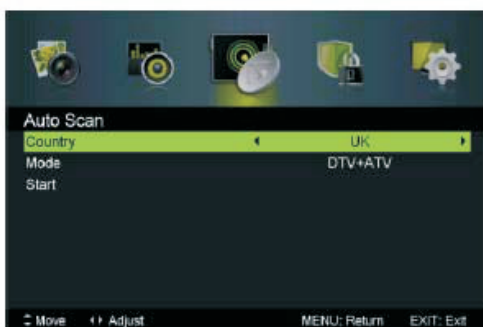 Auto Scan
Country UK
Mode DTV+ATV
Start
Move Adjust MENU: Return EXIT: Exit